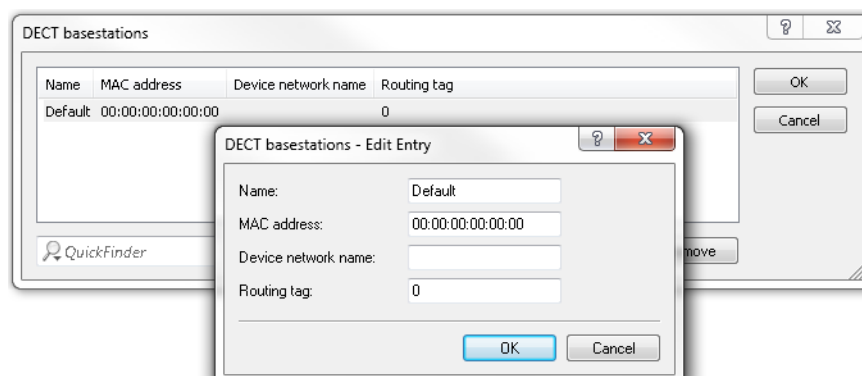 DECT basestations
Name MAC address Device network name Routing tag
Default 00:00:00:00:00:00 0
OK
Cancel
QuickFinder
move
DECT basestations - Edit Entry
Name: Default
MAC address: 00:00:00:00:00:00
Device network name:
Routing tag: 0
OK Cancel